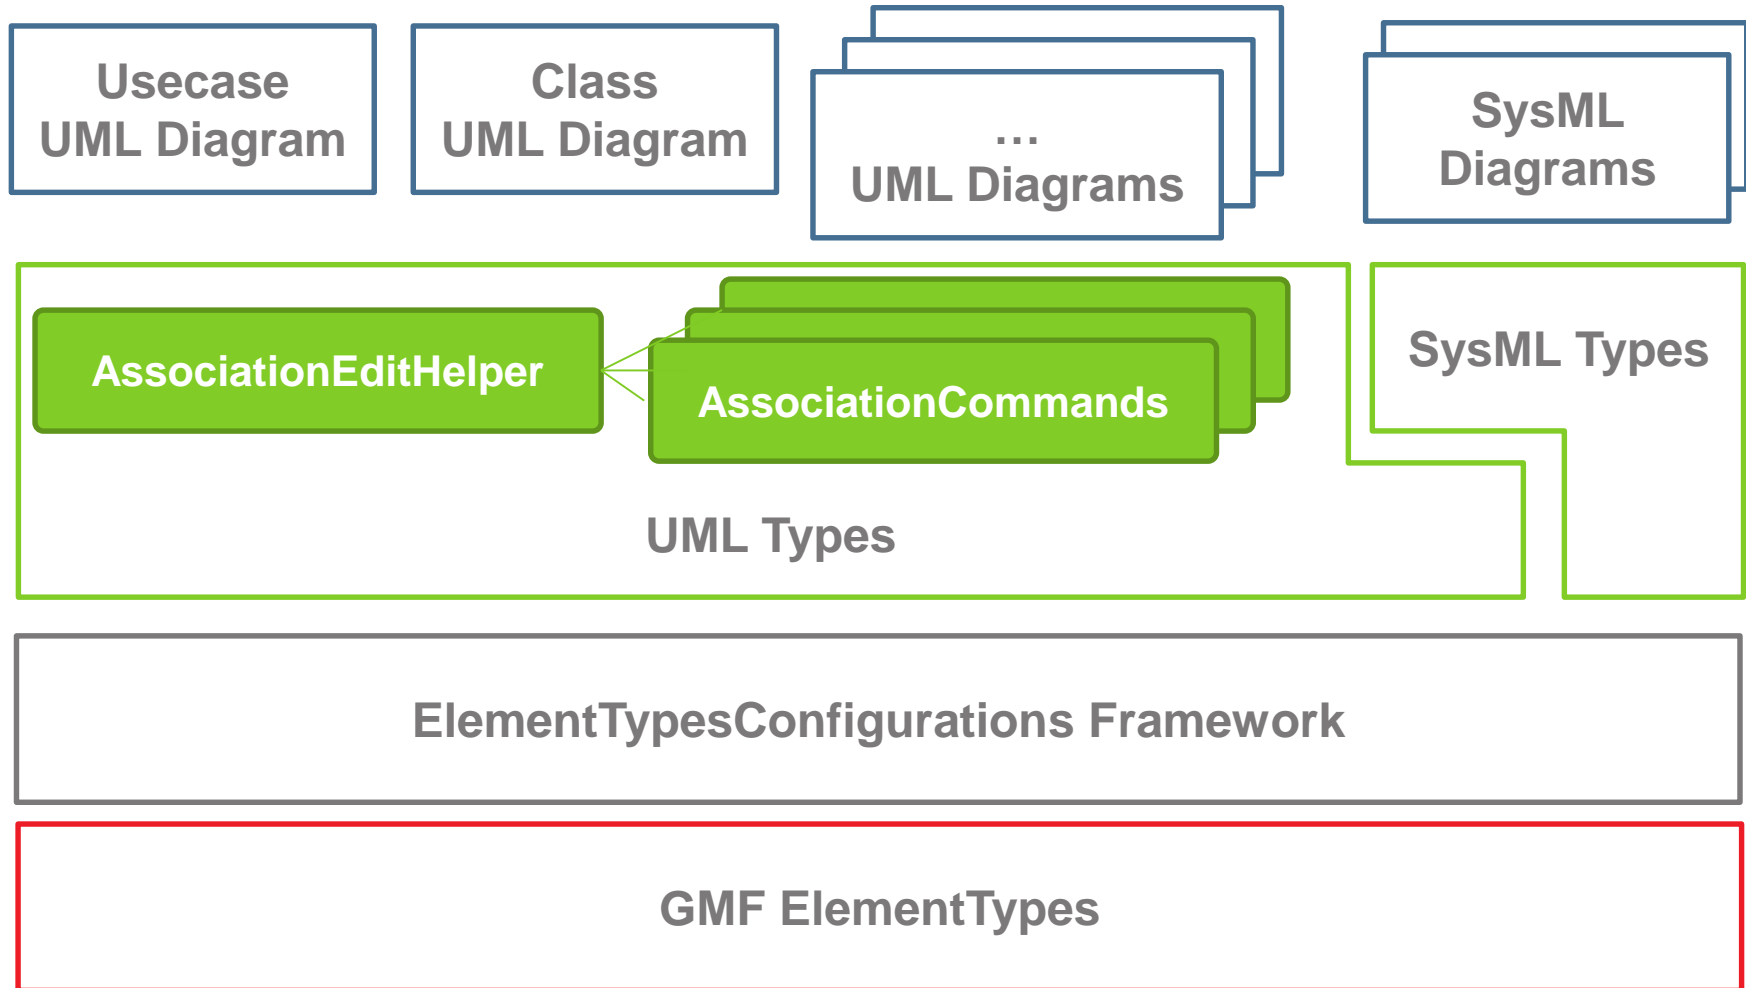 Usecase
UML Diagram
Class
UML Diagram
...
UML Diagrams
SysML
Diagrams
AssociationEditHelper
AssociationCommands
SysML Types
UML Types
ElementTypesConfigurations Framework
GMF ElementTypes